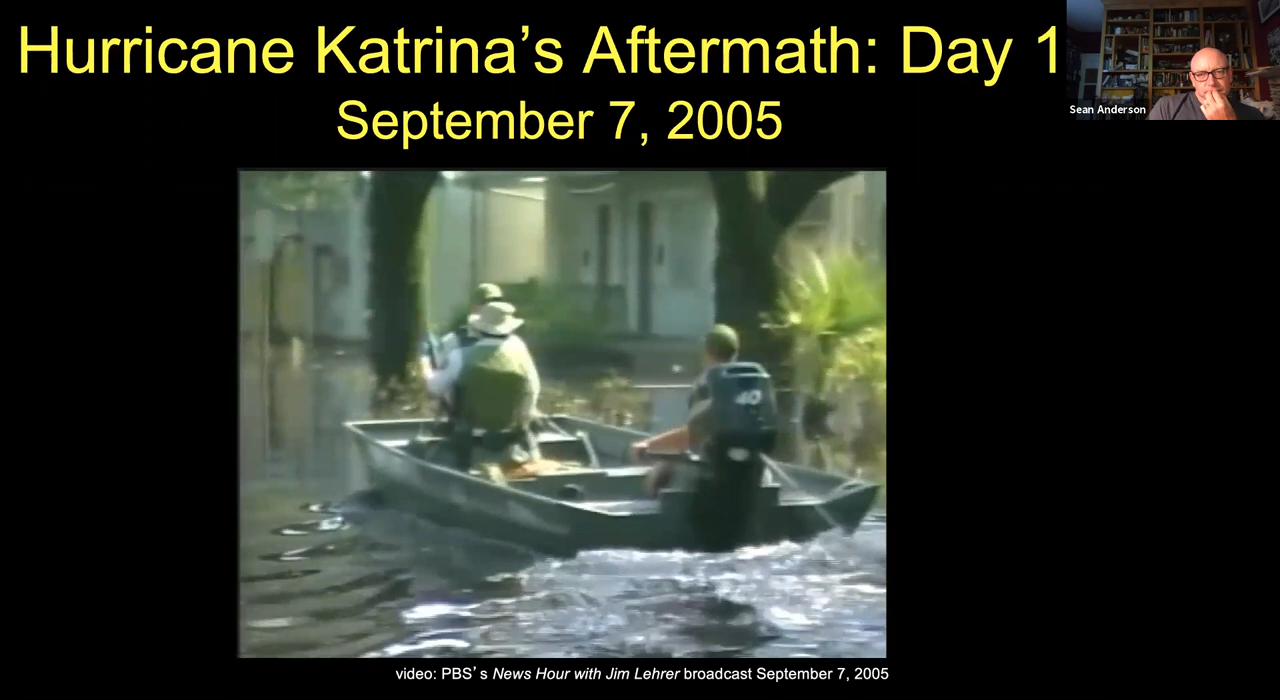 Hurricane Katrina’s Aftermath: Day 1
September 7, 2005
Sean Anderson
40
video: PBS’s News Hour with Jim Lehrer broadcast September 7, 2005